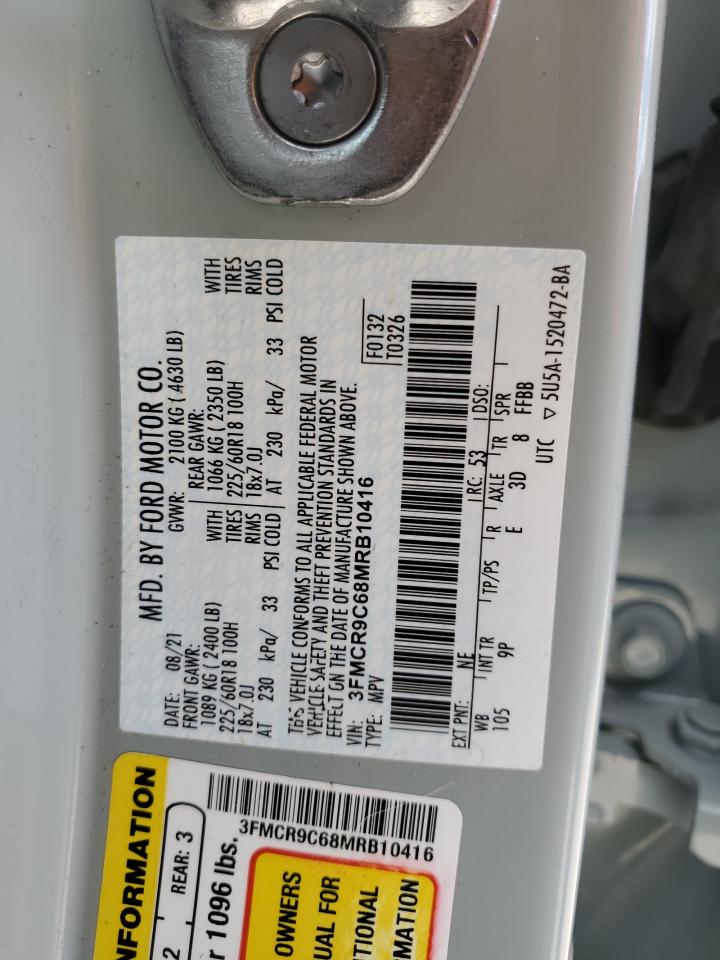 MFD. BY FORD MOTOR CO.
DATE: 08/21 GVWR: 2100 KG ( 4630 LB)
FRONT GAWR: REAR GAWR:
1089 KG ( 2400 LB) WITH 1066 KG ( 2350 LB) WITH
225/60R18 100H TIRES 225/60R18 100H TIRES
18x7.0J RIMS 18x7.0J RIMS
AT 230 kPa/ 33 PSI COLD AT 230 kPa/ 33 PSI COLD
THIS VEHICLE CONFORMS TO ALL APPLICABLE FEDERAL MOTOR
VEHICLE SAFETY AND THEFT PREVENTION STANDARDS IN
EFFECT ON THE DATE OF MANUFACTURE SHOWN ABOVE.
VIN: 3FMCR9C68MRB10416 F0132
TYPE: MPV T0326
EXT PNT: NE RC: 53 DSO:
WB INT TR TP/PS R AXLE TR SPR
105 9P E 3D 8 FFBB
UTC ▽ 5U5A-1520472-BA
NFORMATION
2 REAR: 3
r 1096 lbs.
3FMCR9C68MRB10416
OWNERS
UAL FOR
TIONAL
MATION